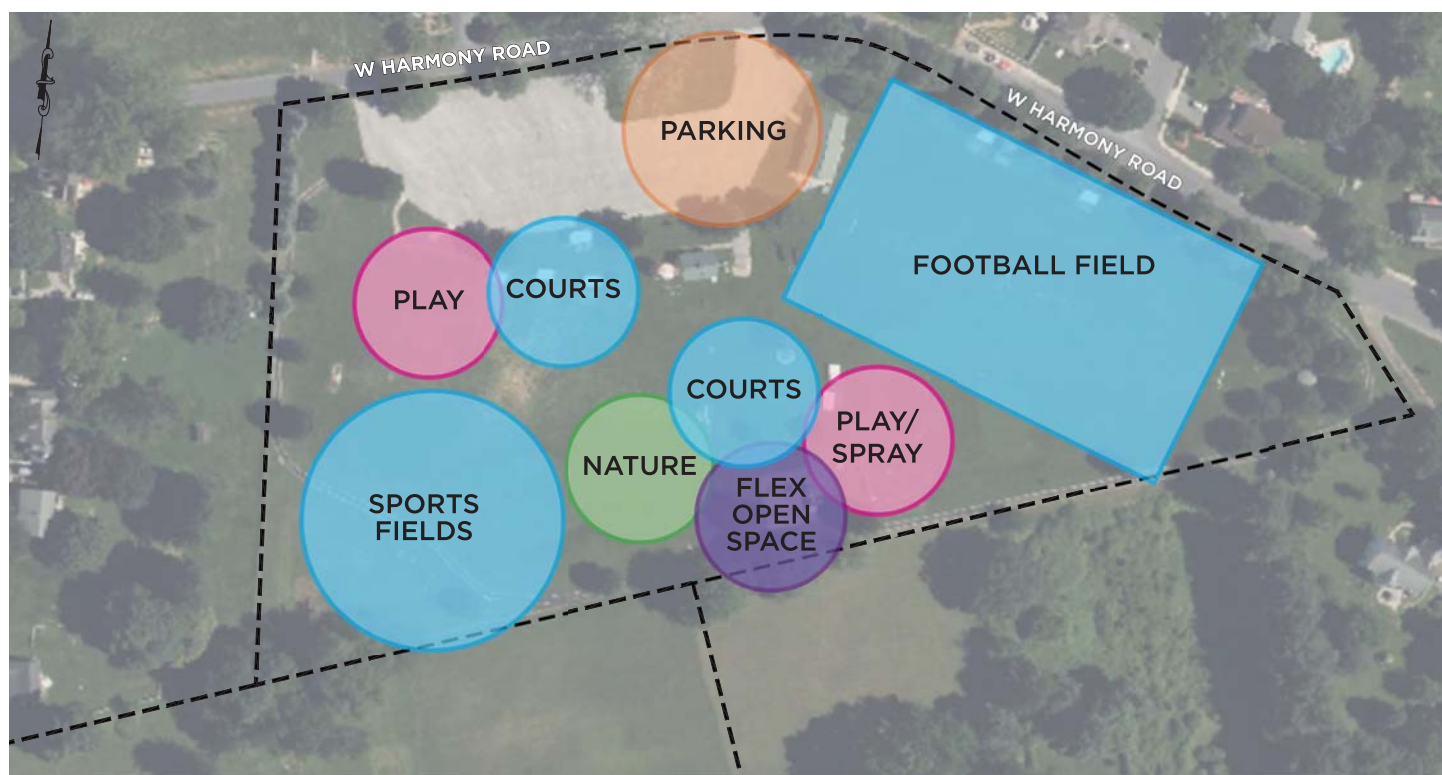 W HARMONY ROAD
PARKING
W HARMONY ROAD
FOOTBALL FIELD
PLAY
COURTS
COURTS
PLAY/
SPRAY
NATURE
FLEX
OPEN
SPACE
SPORTS
FIELDS